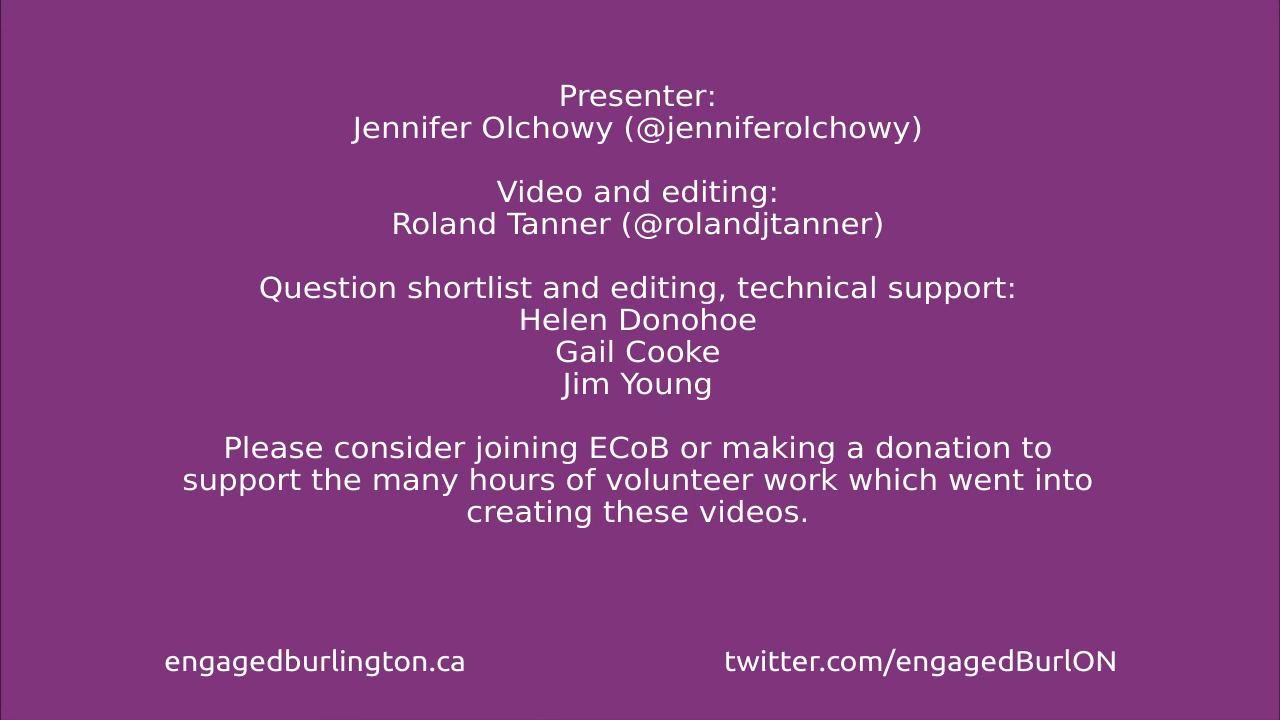 Presenter:
Jennifer Olchowy (@jenniferolchowy)
Video and editing:
Roland Tanner (@rolandjtanner)
Question shortlist and editing, technical support:
Helen Donohoe
Gail Cooke
Jim Young
Please consider joining ECoB or making a donation to
support the many hours of volunteer work which went into
creating these videos.
engagedburlington.ca
twitter.com/engagedBurlON